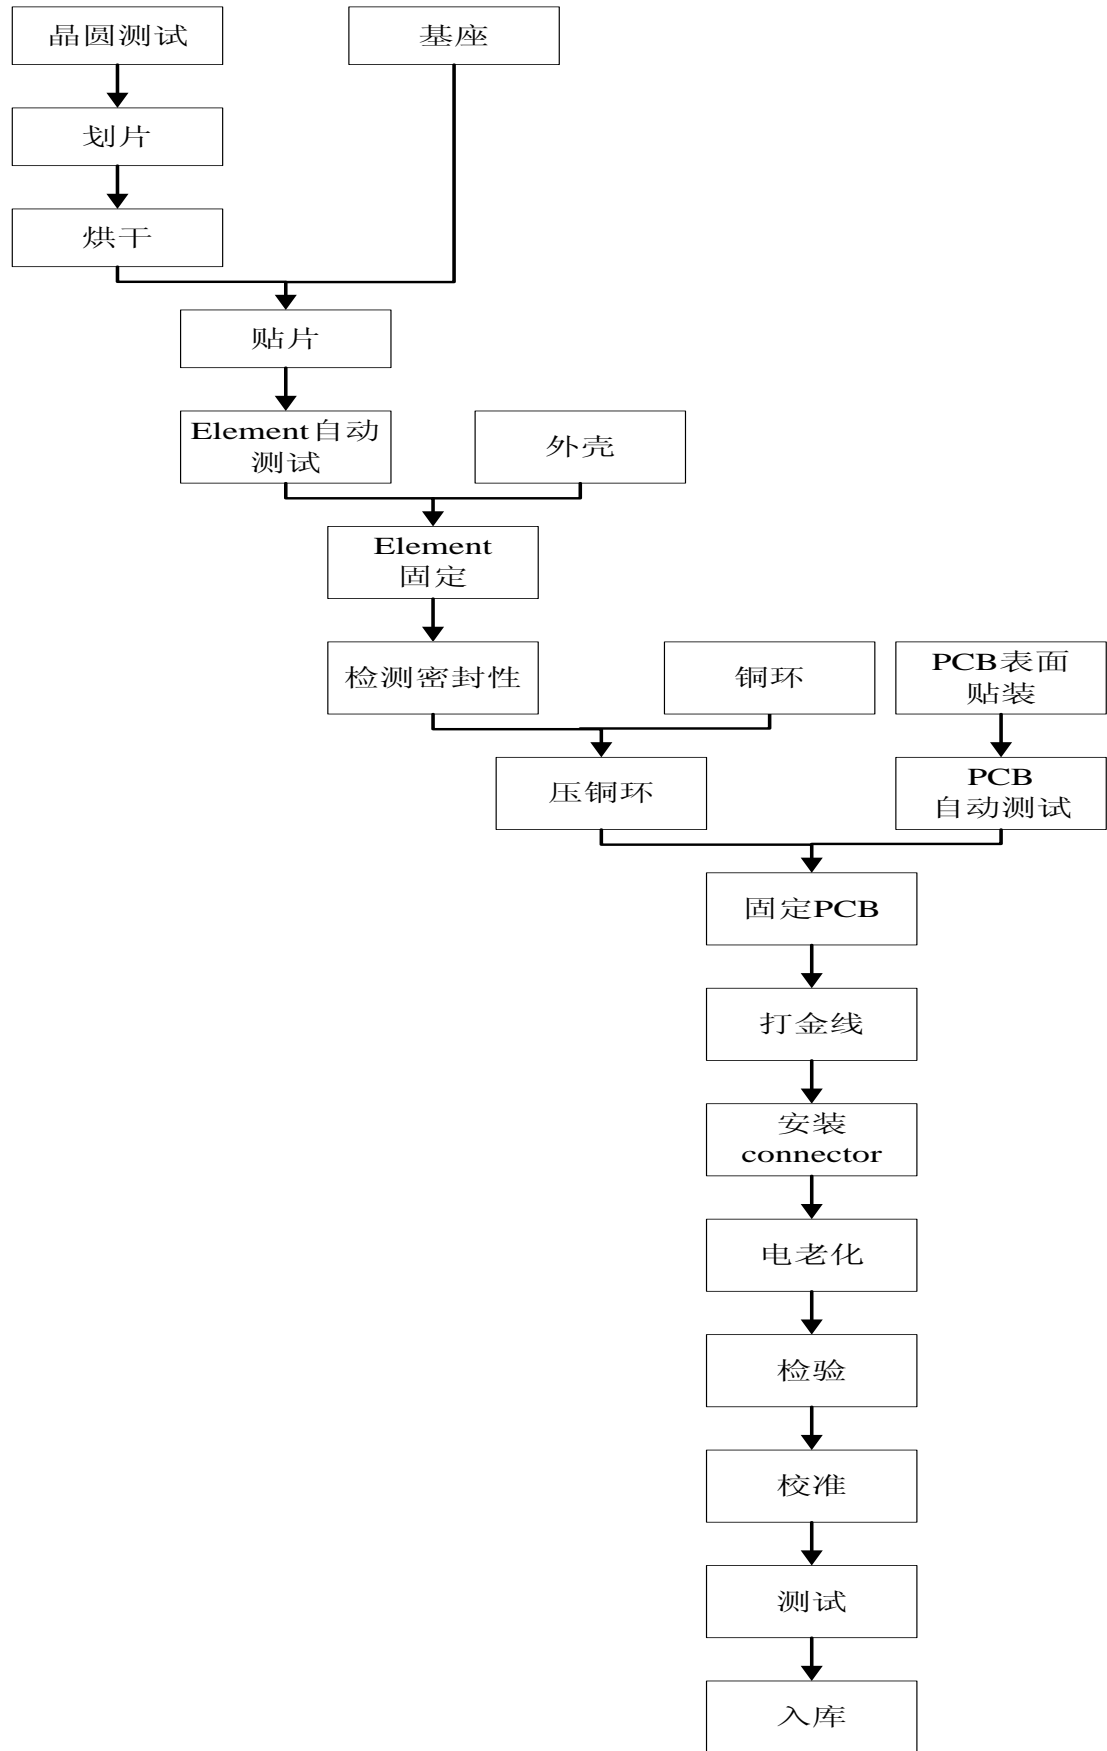 晶圆测试
基座
划片
烘干
贴片
Element自动
测试
外壳
Element
固定
检测密封性
铜环
PCB表面
贴装
压铜环
PCB
自动测试
固定PCB
打金线
安装
connector
电老化
检验
校准
测试
入库